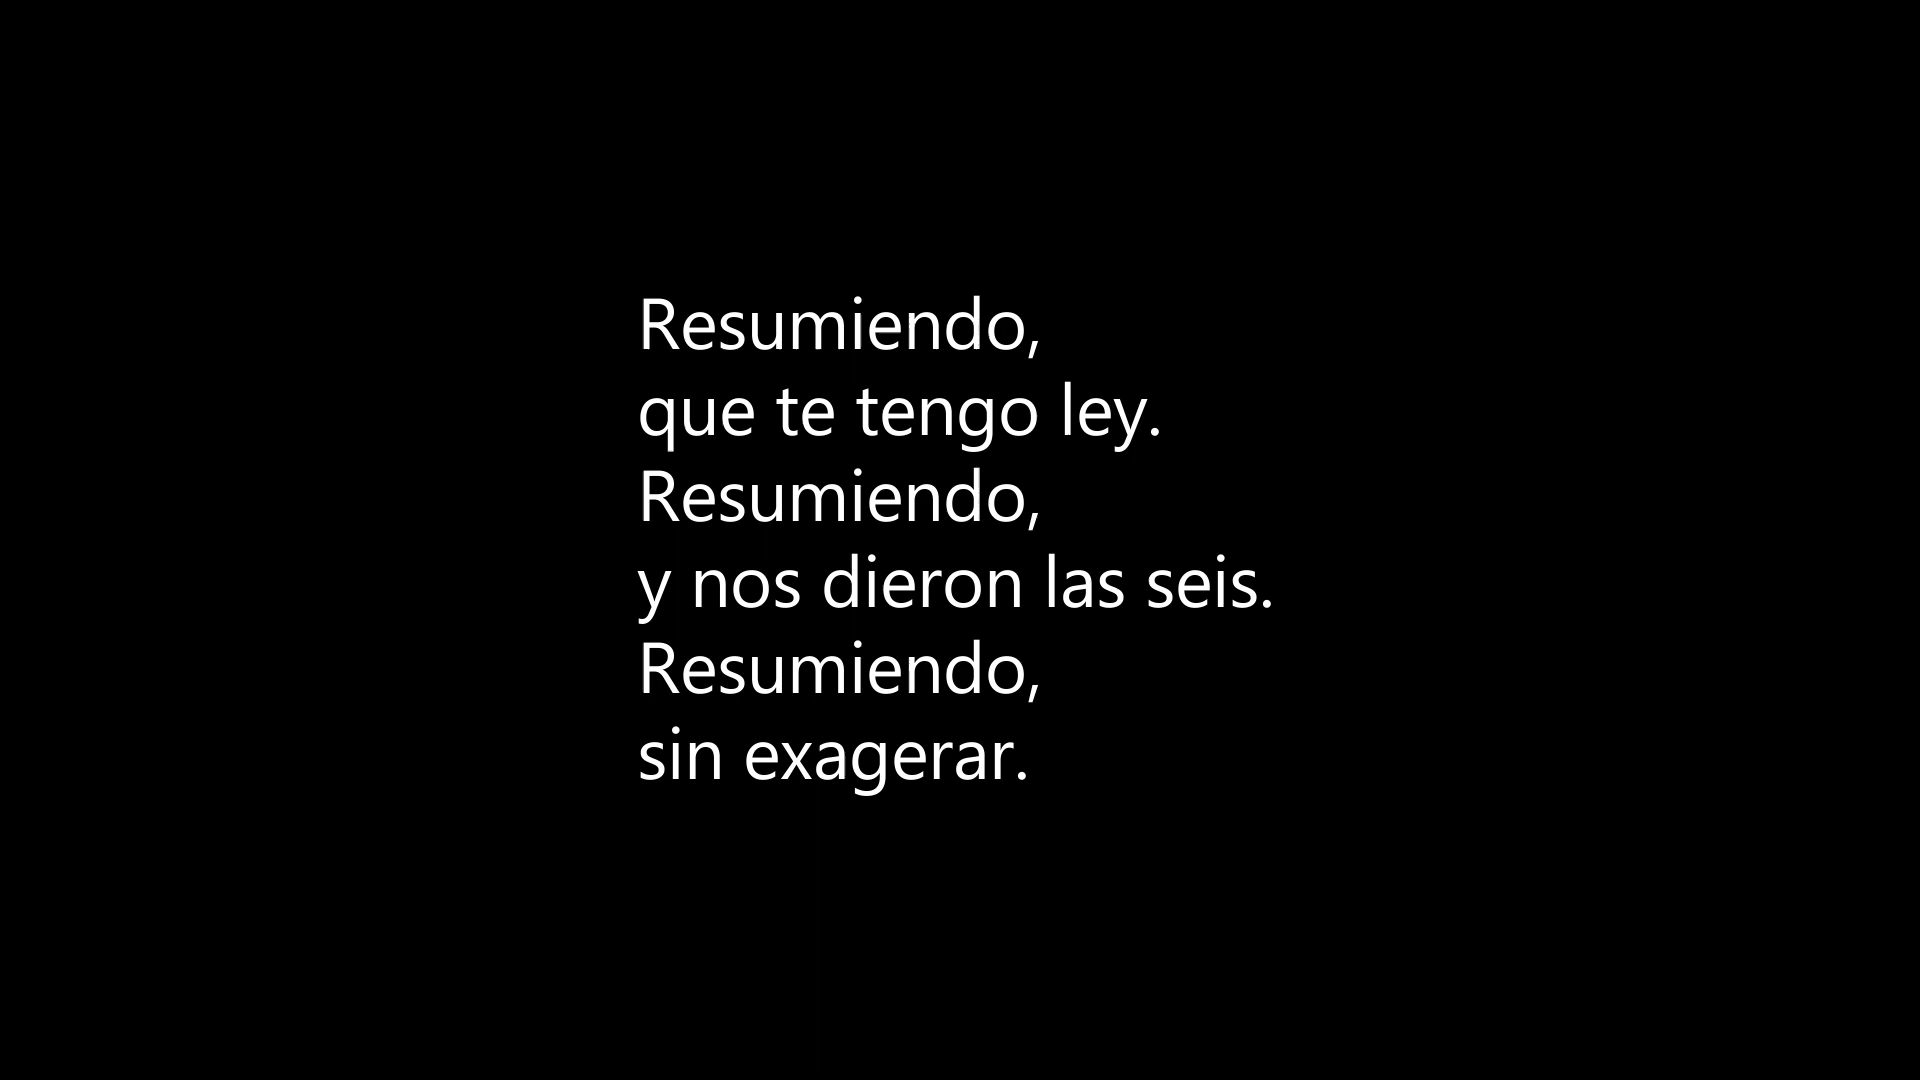 Resumiendo,
que te tengo ley.
Resumiendo,
y nos dieron las seis.
Resumiendo,
sin exagerar.